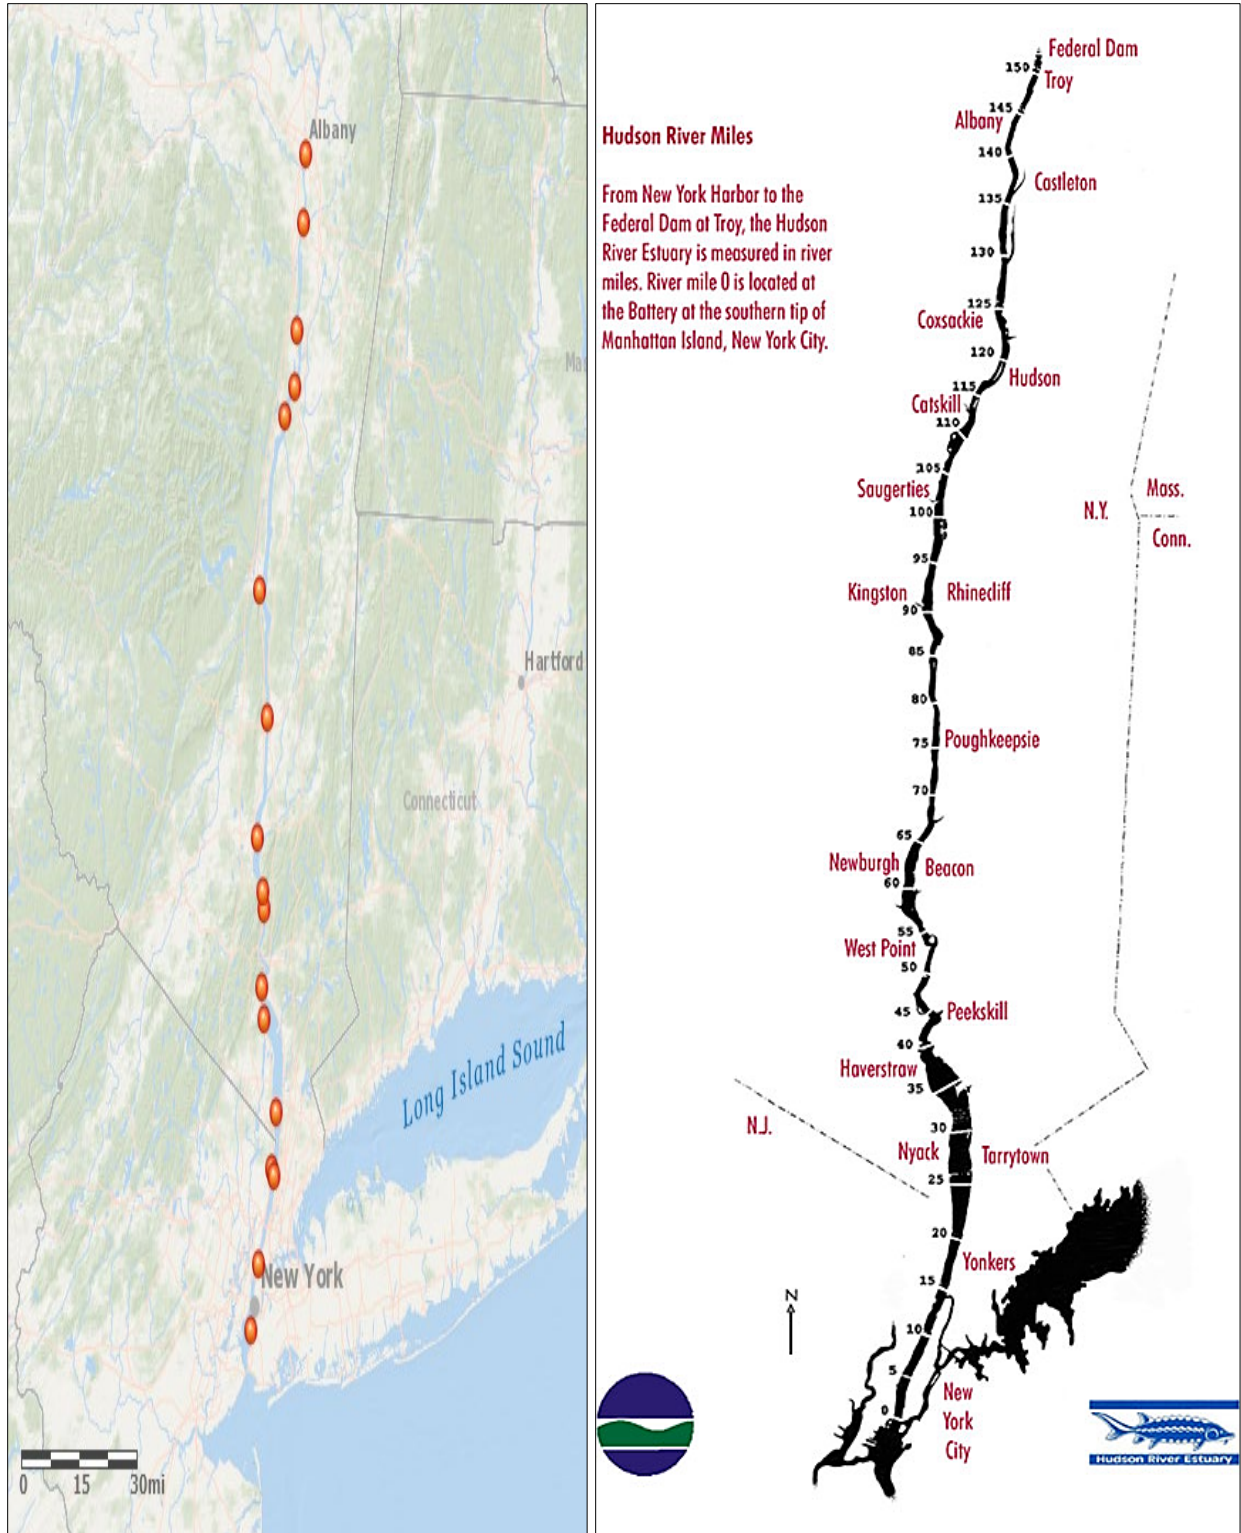 Albany
Mas
Hartford
Connecticut
Long Island Sound
New York
0 15 30mi
Hudson River Miles
From New York Harbor to the
Federal Dam at Troy, the Hudson
River Estuary is measured in river
miles. River mile 0 is located at
the Battery at the southern tip of
Manhattan Island, New York City.
Federal Dam
150
Troy
145
Albany
140
Castleton
135
130
125
Coxsackie
120
Hudson
115
Catskill
110
105
Saugerties
100
Mass.
N.Y.
Conn.
95
Kingston
Rhinecliff
90
85
80
75
Poughkeepsie
70
65
Newburgh
Beacon
60
55
West Point
50
45
Peekskill
40
Haverstraw
35
N.J.
30
Nyack
Tarrytown
25
20
Yonkers
15
N
10
5
0
New
York
City
Hudson River Estuary